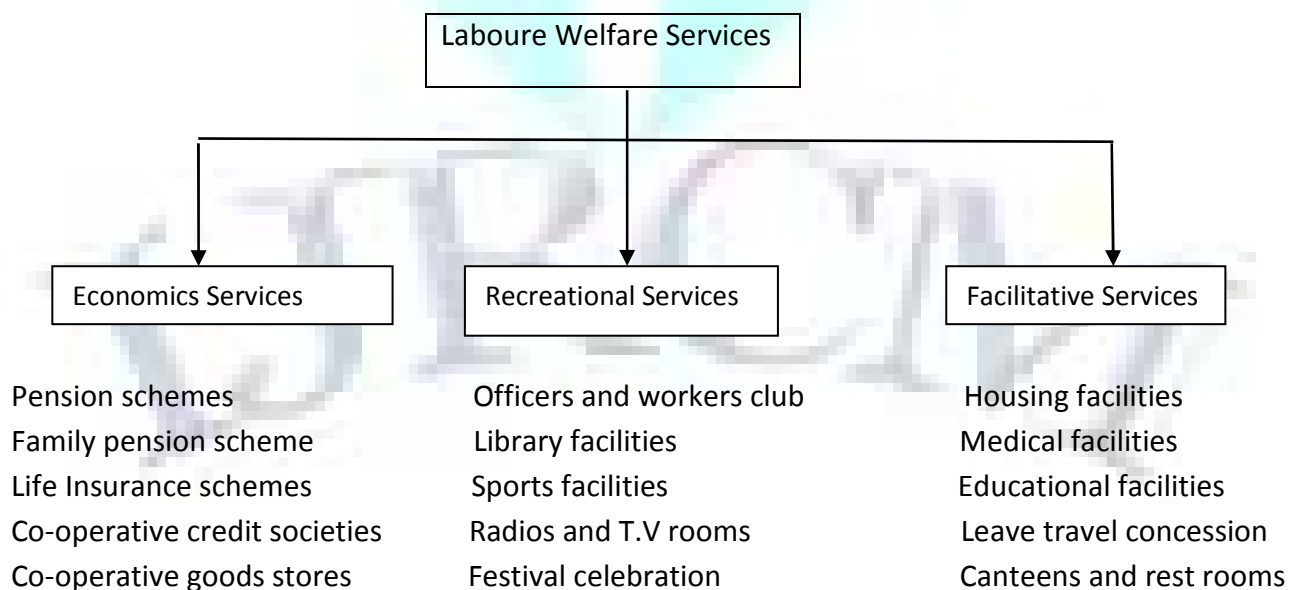 Laboure Welfare Services
Economics Services
Recreational Services
Facilitative Services
Pension schemes
Family pension scheme
Life Insurance schemes
Co-operative credit societies
Co-operative goods stores
Officers and workers club
Library facilities
Sports facilities
Radios and T.V rooms
Festival celebration
Housing facilities
Medical facilities
Educational facilities
Leave travel concession
Canteens and rest rooms